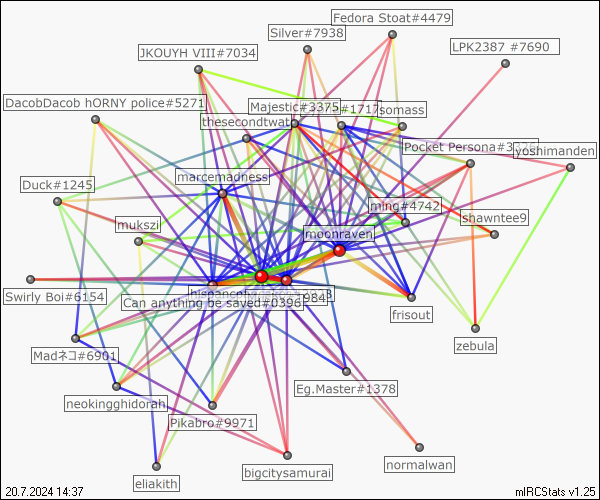 Fedora Stoat#4479
Silver#7938
LPK2387 #7690
JKOUYH VIII#7034
DacobDacob hORNY police#5271
Majestic#3375
#1717
somass
thesecondtwat
Pocket Persona#3
yoshimanden
marcemadness
Duck#1245
ming#4742
shawntee9
mukszi
moonraven
Swirly Boi#6154
Can anything be saved#0396
frisout
zebula
Madネコ#6901
Eg.Master#1378
neokingghidorah
Pikabro#9971
normalwan
bigcitysamurai
eliakith
20.7.2024 14:37
mIRCStats v1.25